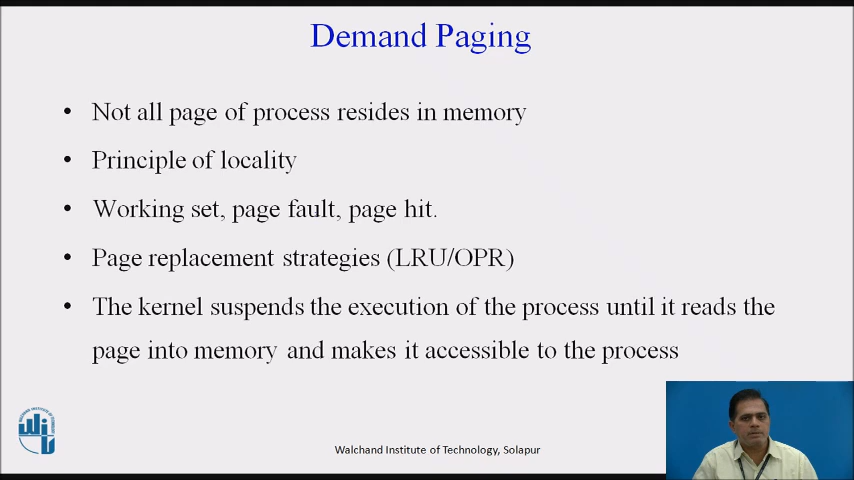 Demand Paging
• Not all page of process resides in memory
• Principle of locality
• Working set, page fault, page hit.
• Page replacement strategies (LRU/OPR)
• The kernel suspends the execution of the process until it reads the
page into memory and makes it accessible to the process
Walchand Institute of Technology, Solapur